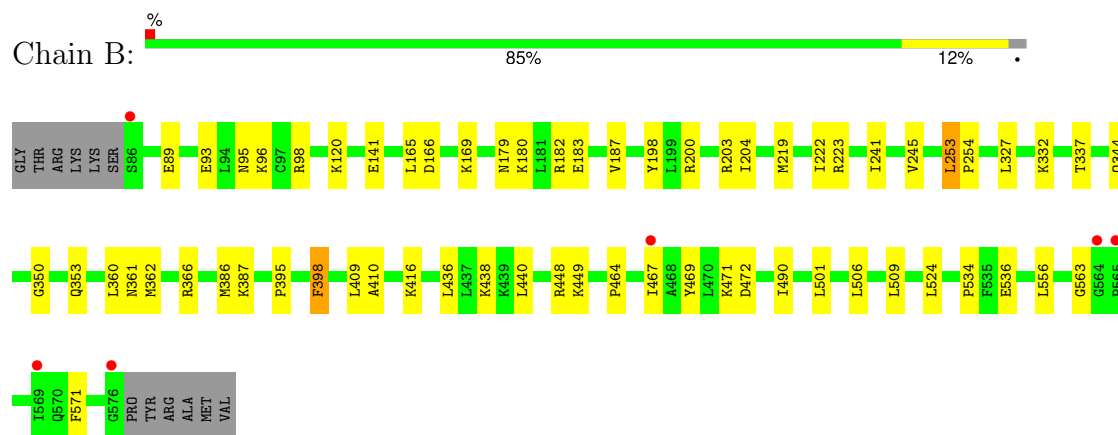 %
Chain B:
85% 12% •
GLY THR ARG LYS LYS SER S86 E89 E93 L94 N95 K96 C97 R98 K120 E141 L165 D166 K169 N179 K180 L181 R182 E183 V187 Y198 L199 R200 R203 I204 M219 I222 R223 I241 V245 L253 P254 L327 K332 T337 Q344
G350 Q353 L360 N361 M362 R366 M386 K387 P395 F398 L409 A410 K416 L436 L437 K438 K439 L440 R448 P464 I467 A468 Y469 L470 K471 D472 I490 L501 L506 L509 L524 P534 F535 E536 L556 G563 G564
I569 Q570 F571 G576 PRO TYR ARG ALA MET VAL